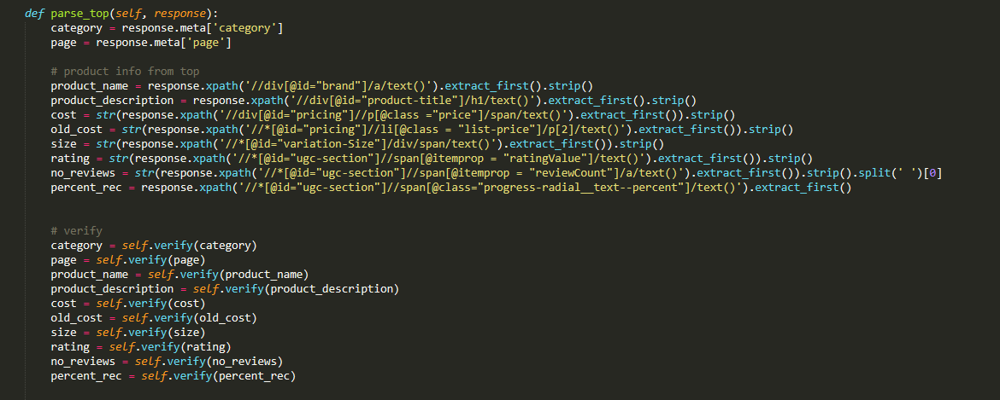 def parse_top(self, response):
category = response.meta['category']
page = response.meta['page']
# product info from top
product_name = response.xpath('//div[@id="brand"]/a/text()').extract_first().strip()
product_description = response.xpath('//div[@id="product-title"]/h1/text()').extract_first().strip()
cost = str(response.xpath('//div[@id="pricing"]//p[@class ="price"]/span/text()').extract_first()).strip()
old_cost = str(response.xpath('//*[@id="pricing"]//li[@class = "list-price"]/p[2]/text()').extract_first()).strip()
size = str(response.xpath('//*[@id="variation-Size"]/div/span/text()').extract_first()).strip()
rating = str(response.xpath('//*[@id="ugc-section"]//span[@itemprop = "ratingValue"]/text()').extract_first()).strip()
no_reviews = str(response.xpath('//*[@id="ugc-section"]//span[@itemprop = "reviewCount"]/a/text()').extract_first()).strip().split(' ')[0]
percent_rec = response.xpath('//*[@id="ugc-section"]//span[@class="progress-radial__text--percent"]/text()').extract_first()
# verify
category = self.verify(category)
page = self.verify(page)
product_name = self.verify(product_name)
product_description = self.verify(product_description)
cost = self.verify(cost)
old_cost = self.verify(old_cost)
size = self.verify(size)
rating = self.verify(rating)
no_reviews = self.verify(no_reviews)
percent_rec = self.verify(percent_rec)